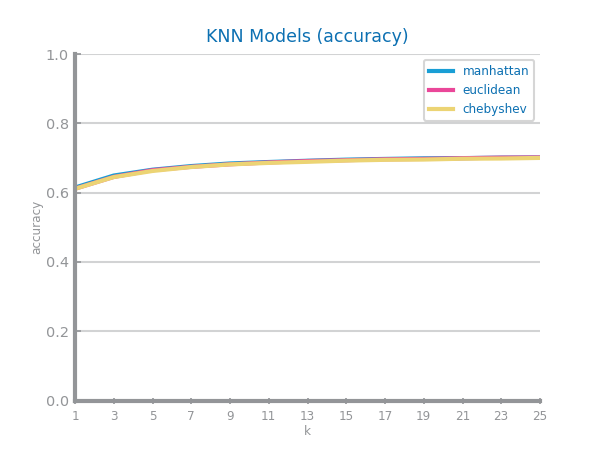 KNN Models (accuracy)
1.0
0.8
0.6
0.4
0.2
0.0
accuracy
manhattan
euclidean
chebyshev
1 3 5 7 9 11 13 15 17 19 21 23 25
k